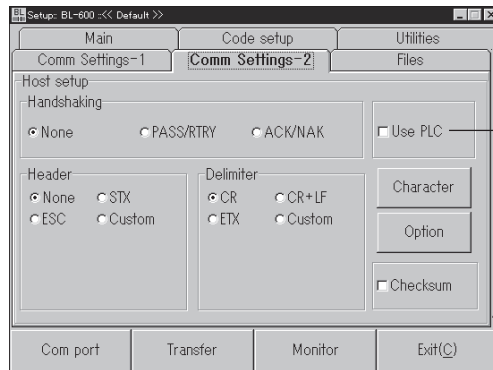 BL Setup: BL-600 :<< Default >>
Main Code setup Utilities
Comm Settings-1 Comm Settings-2 Files
Host setup
Handshaking
None PASS/RTRY ACK/NAK Use PLC
Header Delimiter
None STX CR CR+LF Character
ESC Custom ETX Custom
Option
Checksum
Com port Transfer Monitor Exit(C)